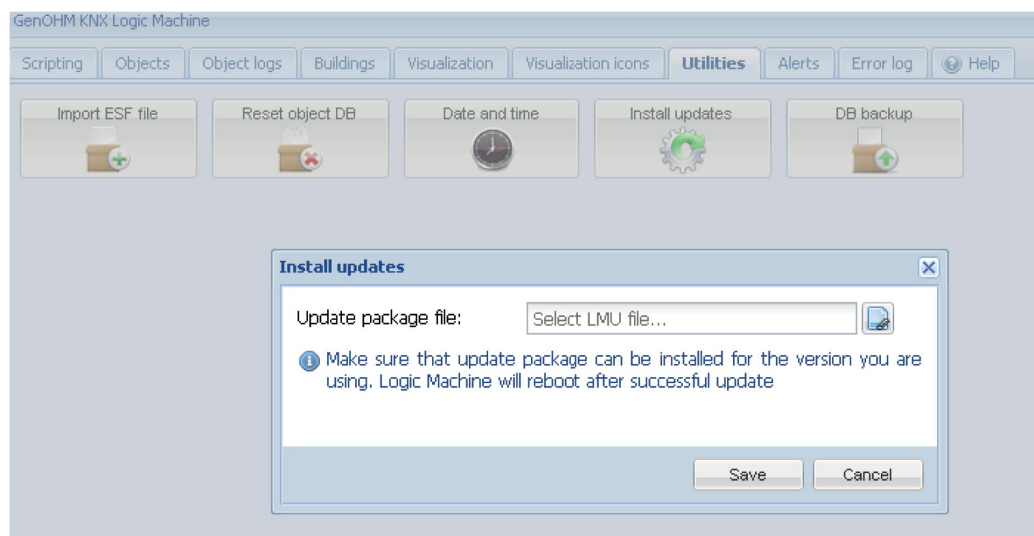 GenOHM KNX Logic Machine
Scripting Objects Object logs Buildings Visualization Visualization icons Utilities Alerts Error log Help
Import ESF file Reset object DB Date and time Install updates DB backup
Install updates
Update package file: Select LMU file...
Make sure that update package can be installed for the version you are
using. Logic Machine will reboot after successful update
Save Cancel